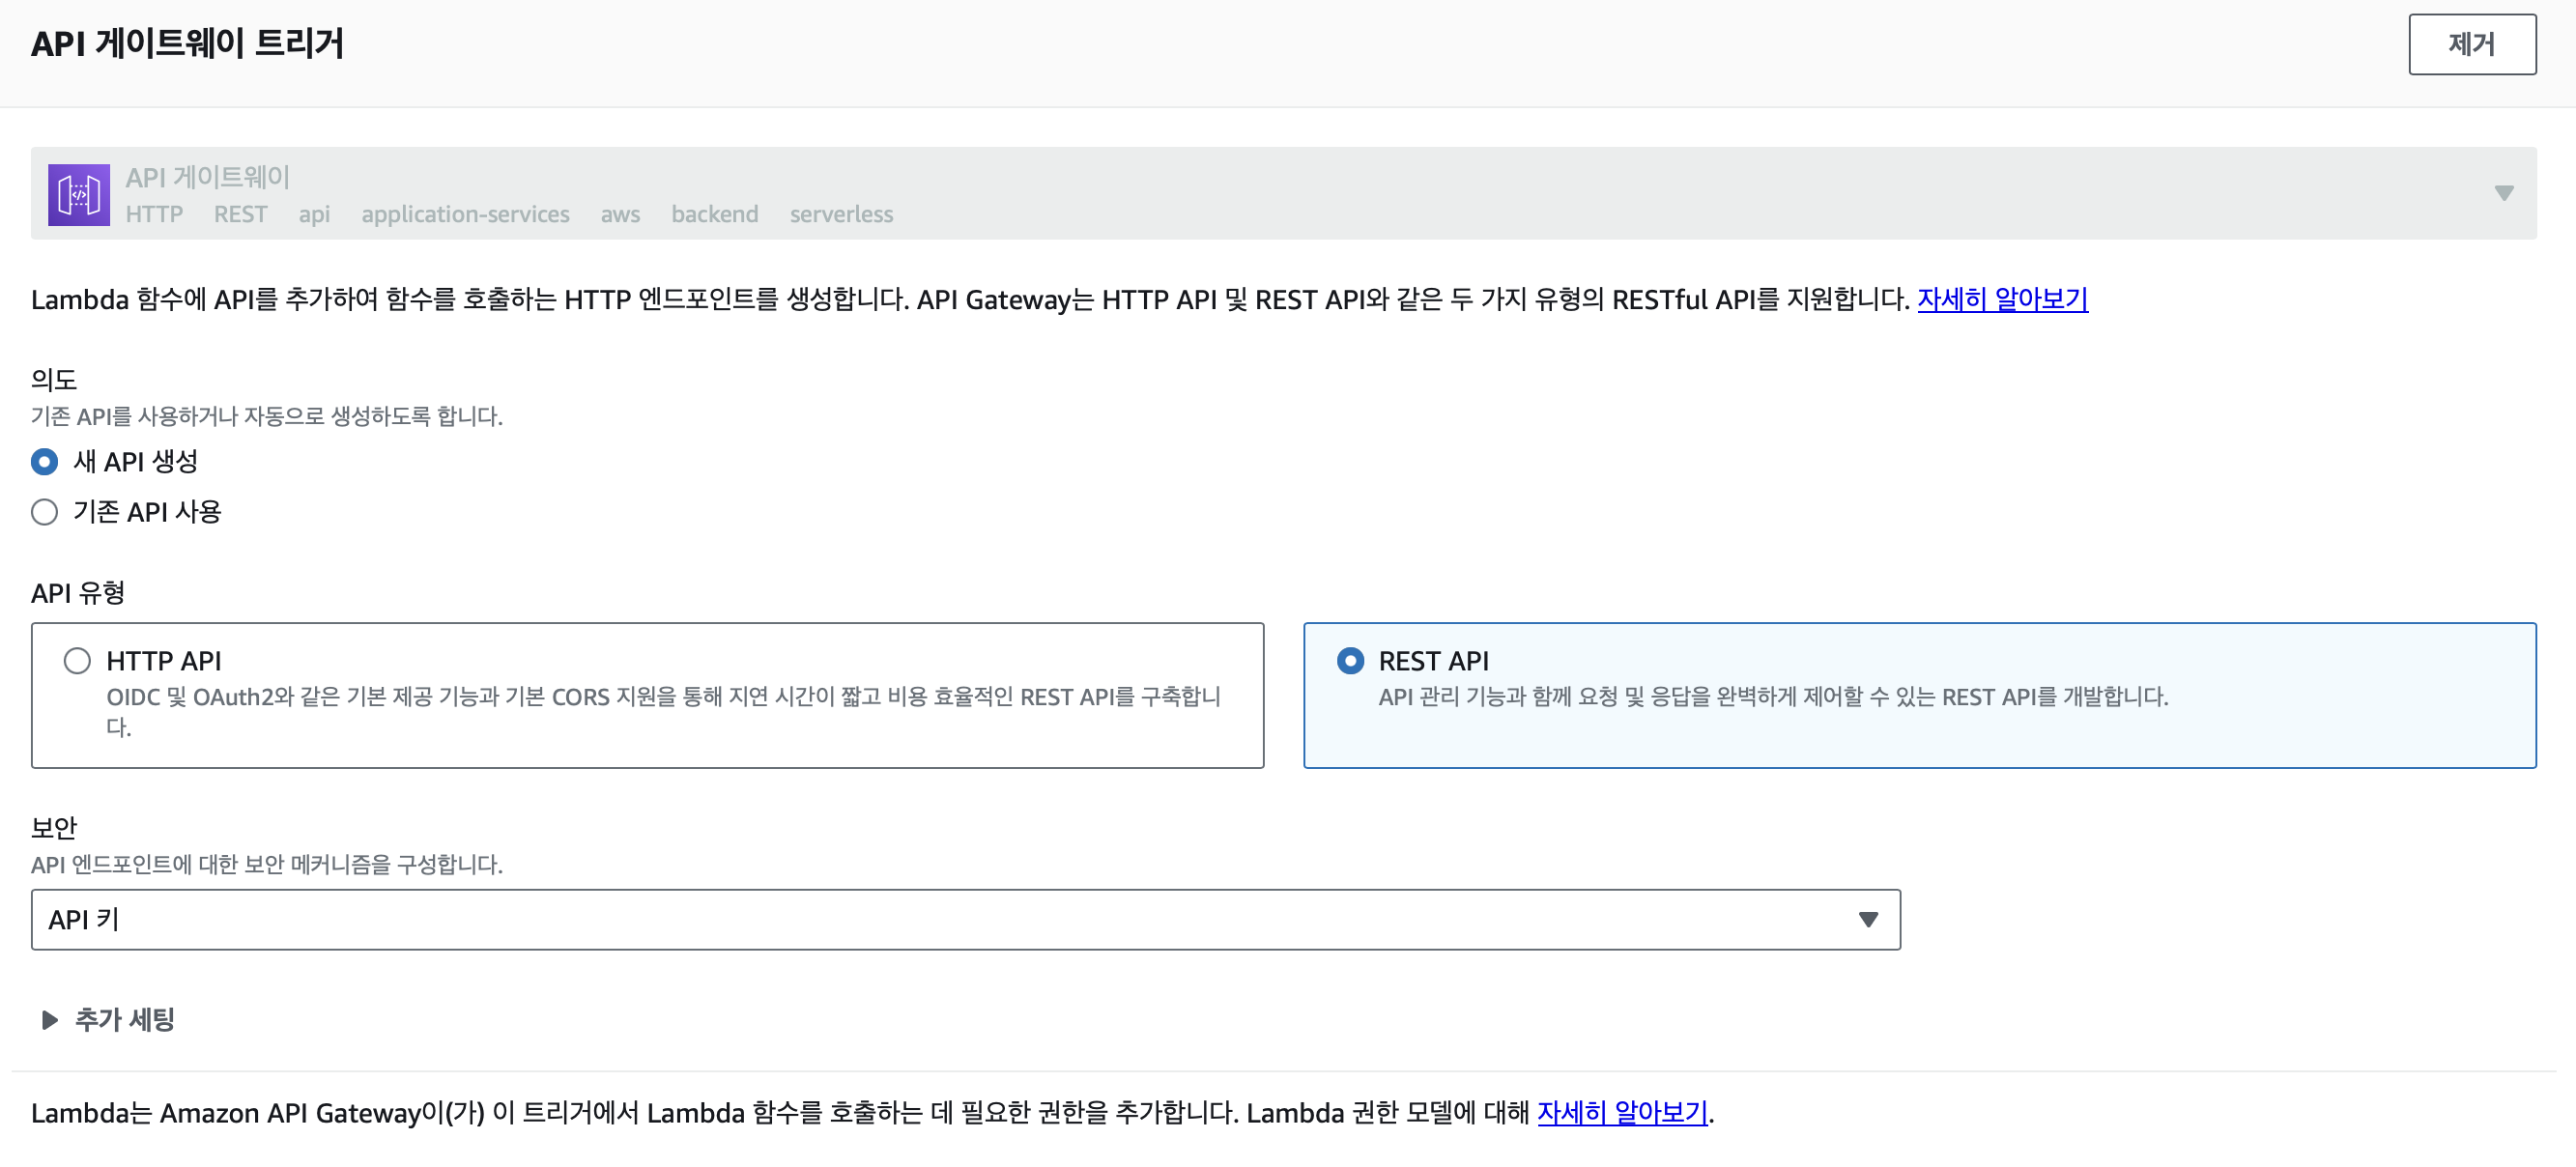 API 게이트웨이 트리거
제거
API 게이트웨이
HTTP REST api application-services aws backend serverless
Lambda 함수에 API를 추가하여 함수를 호출하는 HTTP 엔드포인트를 생성합니다. API Gateway는 HTTP API 및 REST API와 같은 두 가지 유형의 RESTful API를 지원합니다. 자세히 알아보기
의도
기존 API를 사용하거나 자동으로 생성하도록 합니다.
새 API 생성
기존 API 사용
API 유형
HTTP API
OIDC 및 OAuth2와 같은 기본 제공 기능과 기본 CORS 지원을 통해 지연 시간이 짧고 비용 효율적인 REST API를 구축합니
다.
REST API
API 관리 기능과 함께 요청 및 응답을 완벽하게 제어할 수 있는 REST API를 개발합니다.
보안
API 엔드포인트에 대한 보안 메커니즘을 구성합니다.
API 키
추가 세팅
Lambda는 Amazon API Gateway이(가) 이 트리거에서 Lambda 함수를 호출하는 데 필요한 권한을 추가합니다. Lambda 권한 모델에 대해 자세히 알아보기.